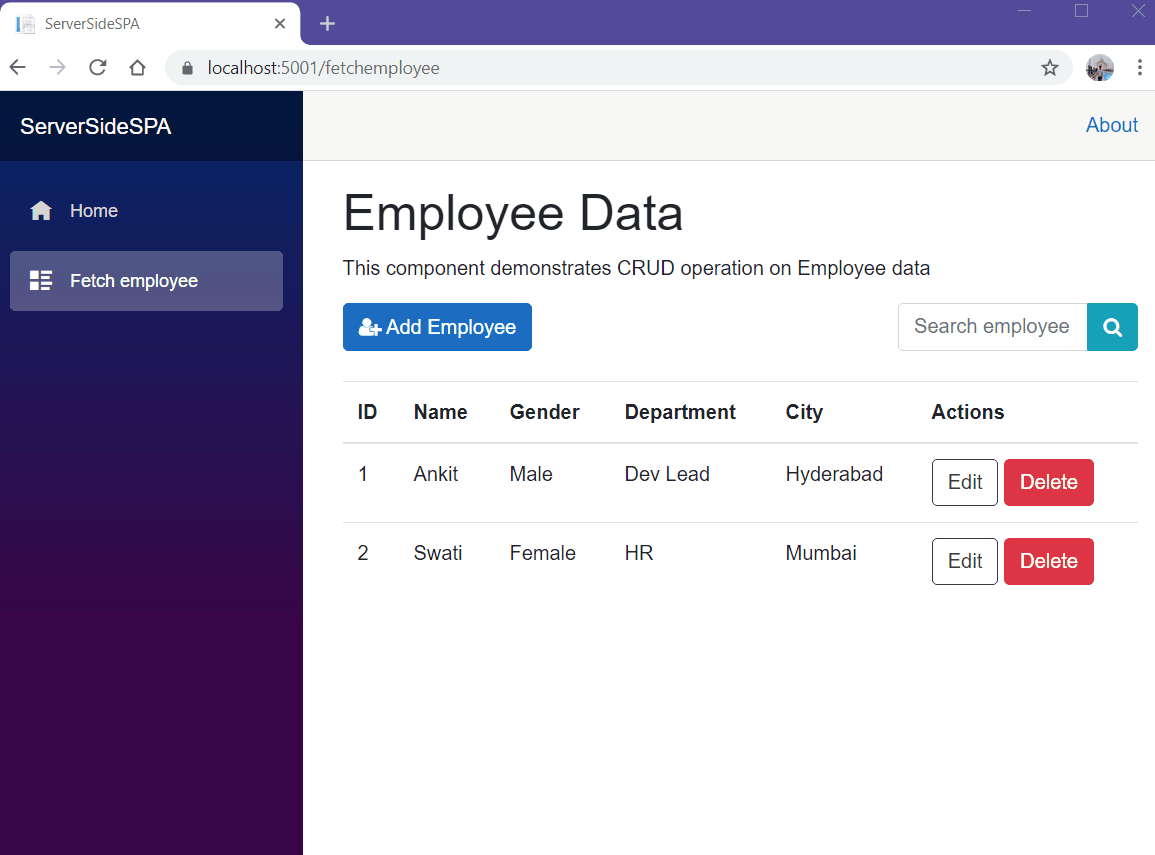 ServerSideSPA
localhost:5001/fetchemployee
ServerSideSPA
About
Home
Fetch employee
Employee Data
This component demonstrates CRUD operation on Employee data
Add Employee
Search employee
ID Name Gender Department City Actions
1 Ankit Male Dev Lead Hyderabad Edit Delete
2 Swati Female HR Mumbai Edit Delete